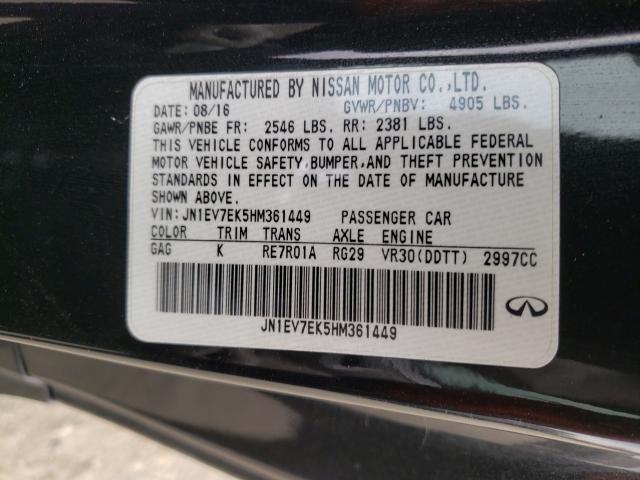 MANUFACTURED BY NISSAN MOTOR CO.,LTD.
DATE: 08/16 GVWR/PNBV: 4905 LBS.
GAWR/PNBE FR: 2546 LBS. RR: 2381 LBS.
THIS VEHICLE CONFORMS TO ALL APPLICABLE FEDERAL
MOTOR VEHICLE SAFETY, BUMPER,AND THEFT PREVENTION
STANDARDS IN EFFECT ON THE DATE OF MANUFACTURE
SHOWN ABOVE.
VIN: JN1EV7EK5HM361449 PASSENGER CAR
COLOR TRIM TRANS AXLE ENGINE
GAG K RE7R01A RG29 VR30(DDTT) 2997CC
JN1EV7EK5HM361449